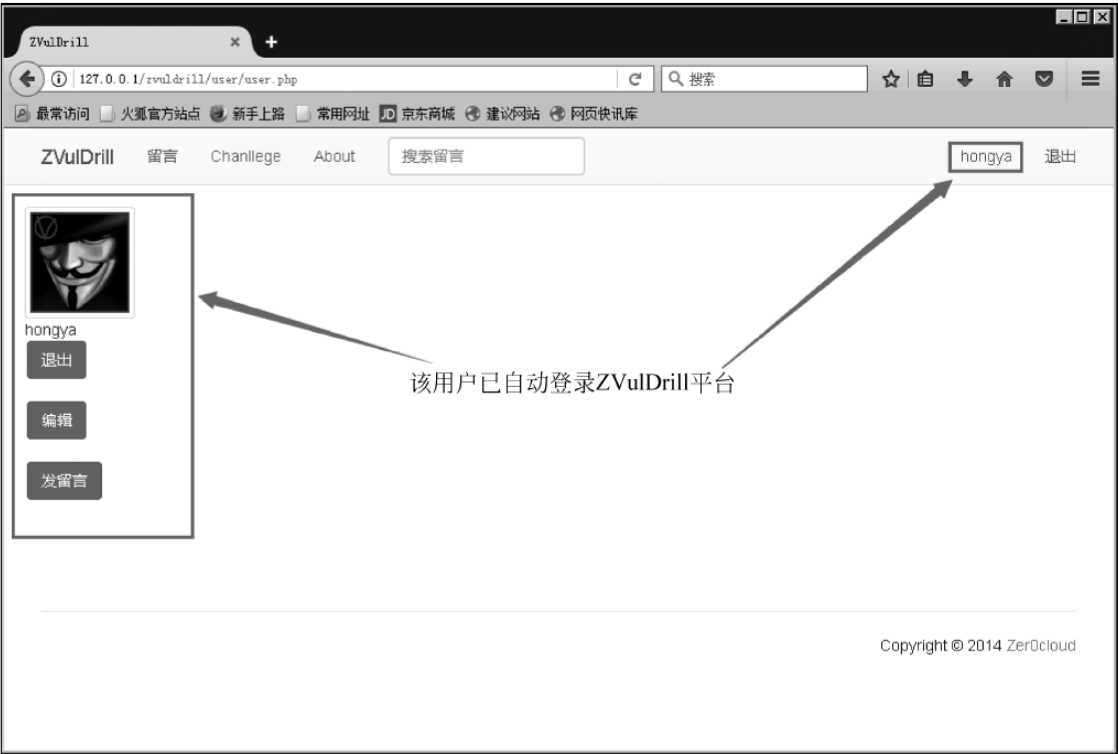 ZVulDrill
127.0.0.1/zvuldrill/user/user.php
搜索
最常访问 火狐官方站点 新手上路 常用网址 JD 京东商城 建议网站 网页快讯库
ZVulDrill 留言 Chanllege About 搜索留言 hongya 退出
hongya
退出
编辑
发留言
该用户已自动登录ZVulDrill平台
Copyright © 2014 Zer0cloud